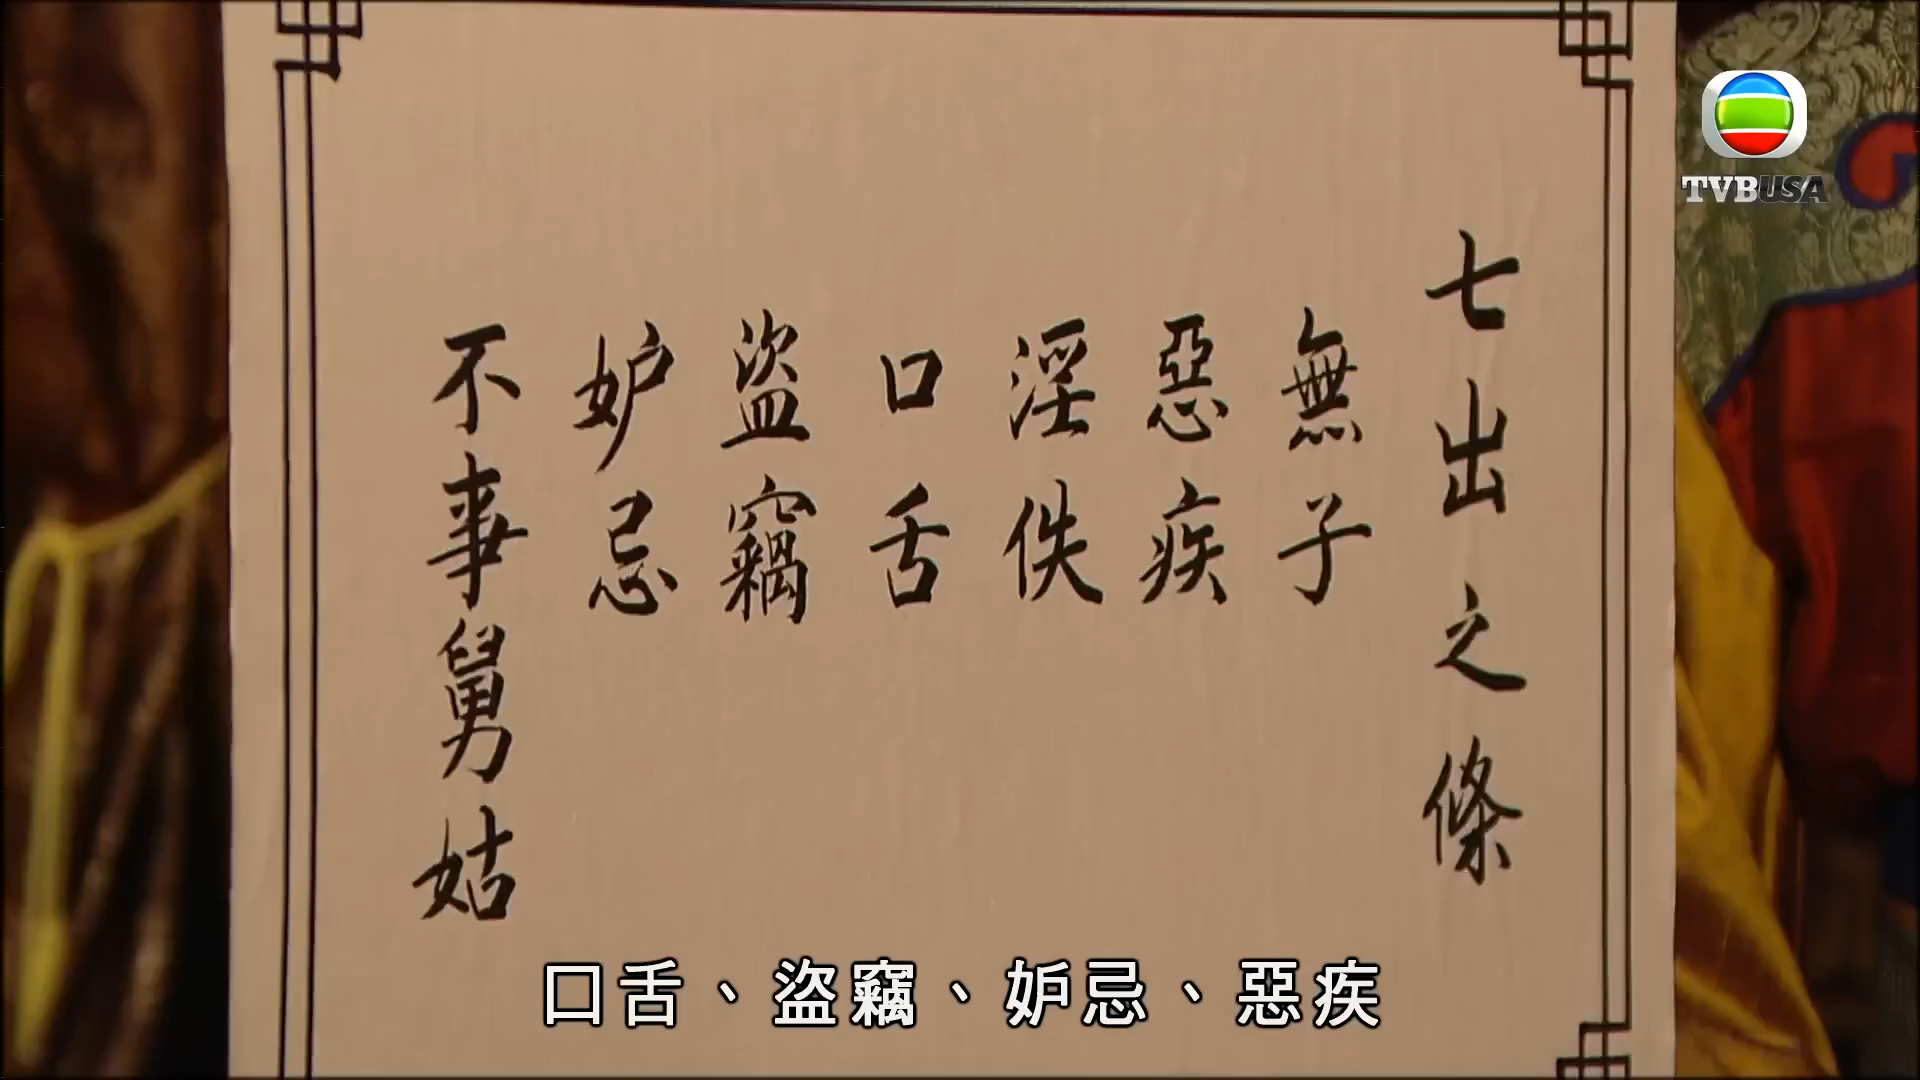 七出之條
無子
惡疾
淫佚
口舌
盜竊
妒忌
不事舅姑
TVBUSA
口舌、盜竊、妒忌、惡疾